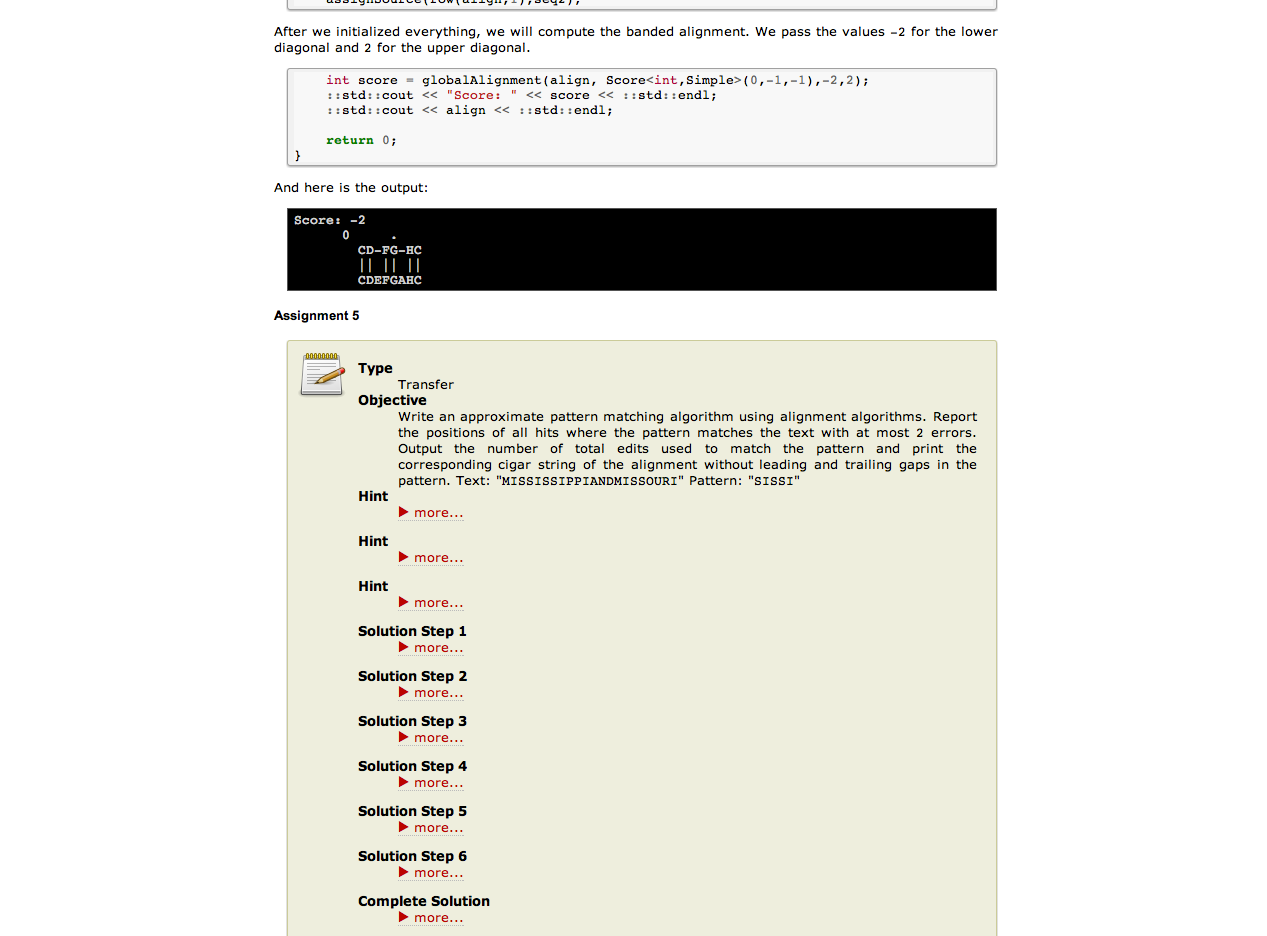 assignSource(row(align,1),seq2);
After we initialized everything, we will compute the banded alignment. We pass the values -2 for the lower
diagonal and 2 for the upper diagonal.
int score = globalAlignment(align, Score<int,Simple>(0,-1,-1),-2,2);
::std::cout << "Score: " << score << ::std::endl;
::std::cout << align << ::std::endl;
return 0;
}
And here is the output:
Score: -2
0 .
CD-FG-HC
|| || ||
CDEFGAHC
Assignment 5
Type
Transfer
Objective
Write an approximate pattern matching algorithm using alignment algorithms. Report
the positions of all hits where the pattern matches the text with at most 2 errors.
Output the number of total edits used to match the pattern and print the
corresponding cigar string of the alignment without leading and trailing gaps in the
pattern. Text: "MISSISSIPPIANDMISSOURI" Pattern: "SISSI"
Hint
more...
Hint
more...
Hint
more...
Solution Step 1
more...
Solution Step 2
more...
Solution Step 3
more...
Solution Step 4
more...
Solution Step 5
more...
Solution Step 6
more...
Complete Solution
more...